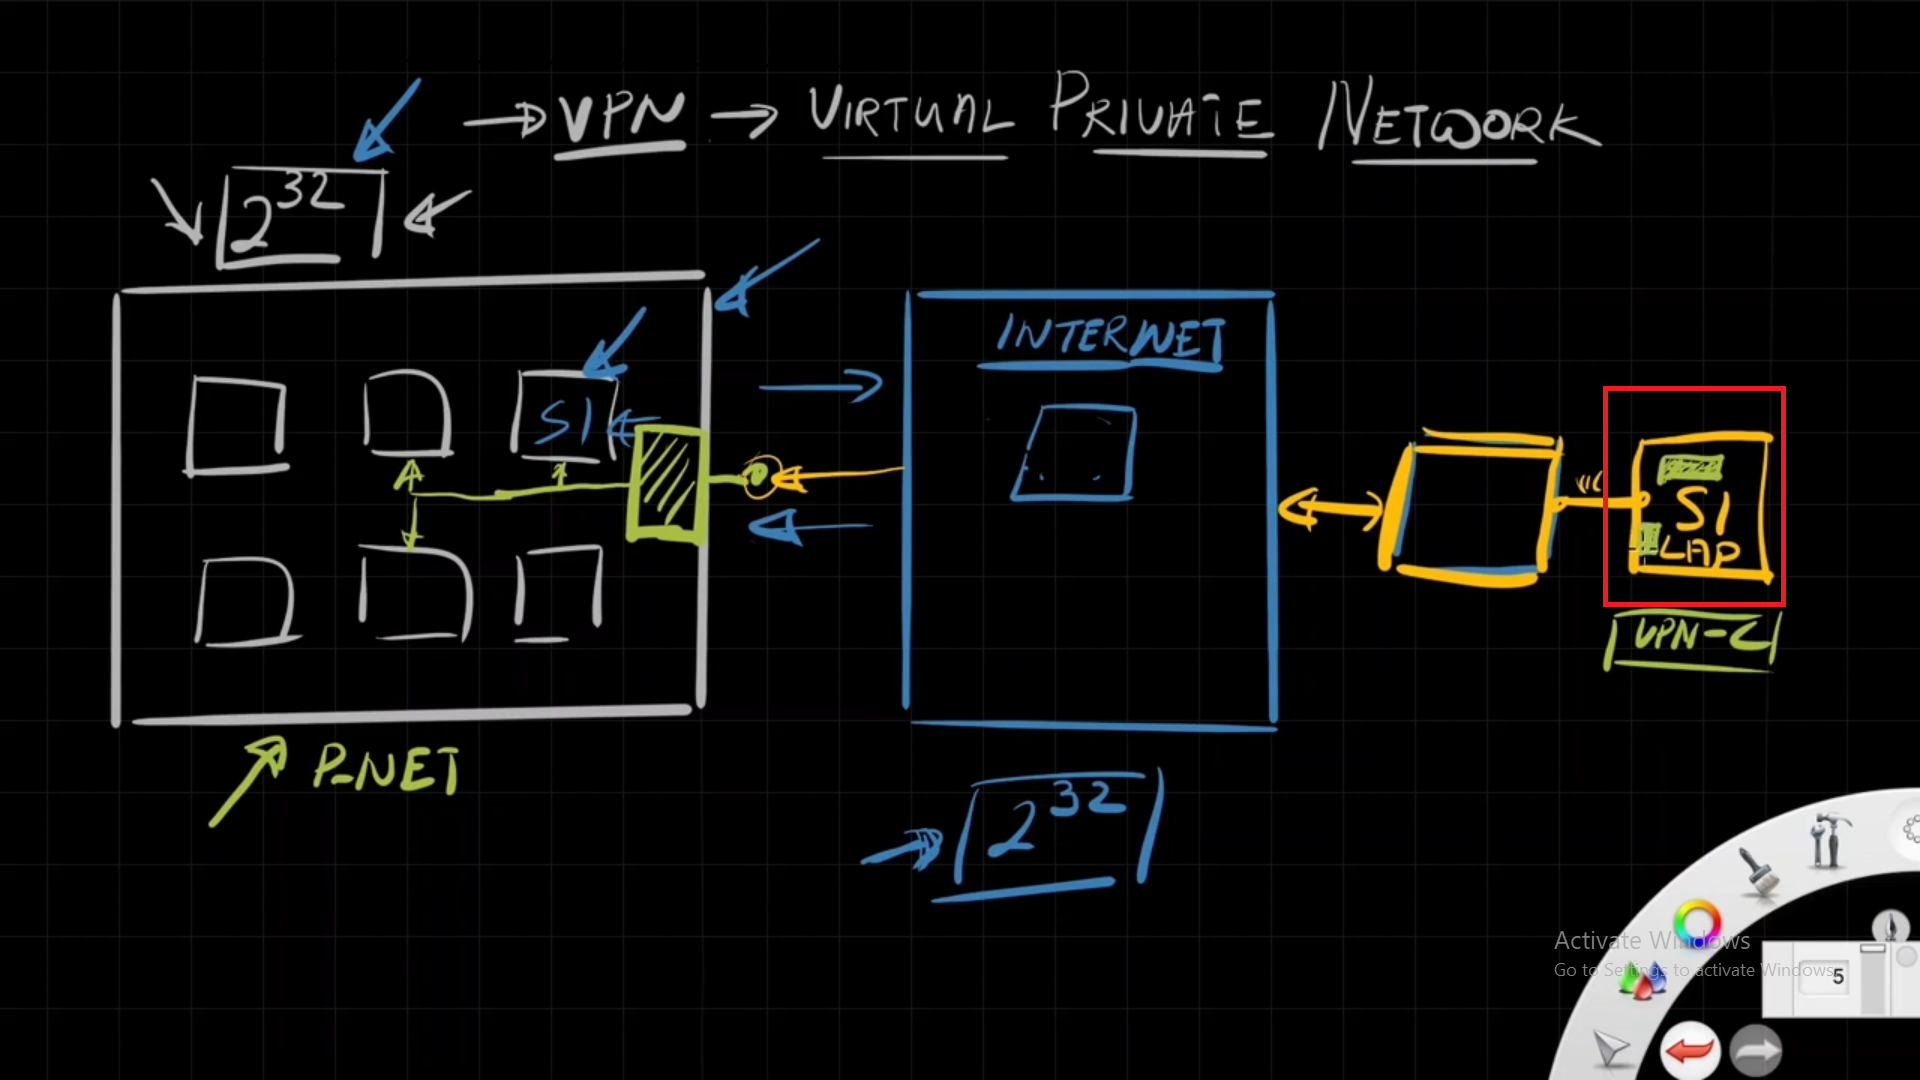 → VPN → VIRTUAL PRIVATE NETWORK
2^32
INTERNET
S1
S1
LAP
VPN-C
P-NET
2^32
Activate Windows
Go to Settings to activate Windows.
5